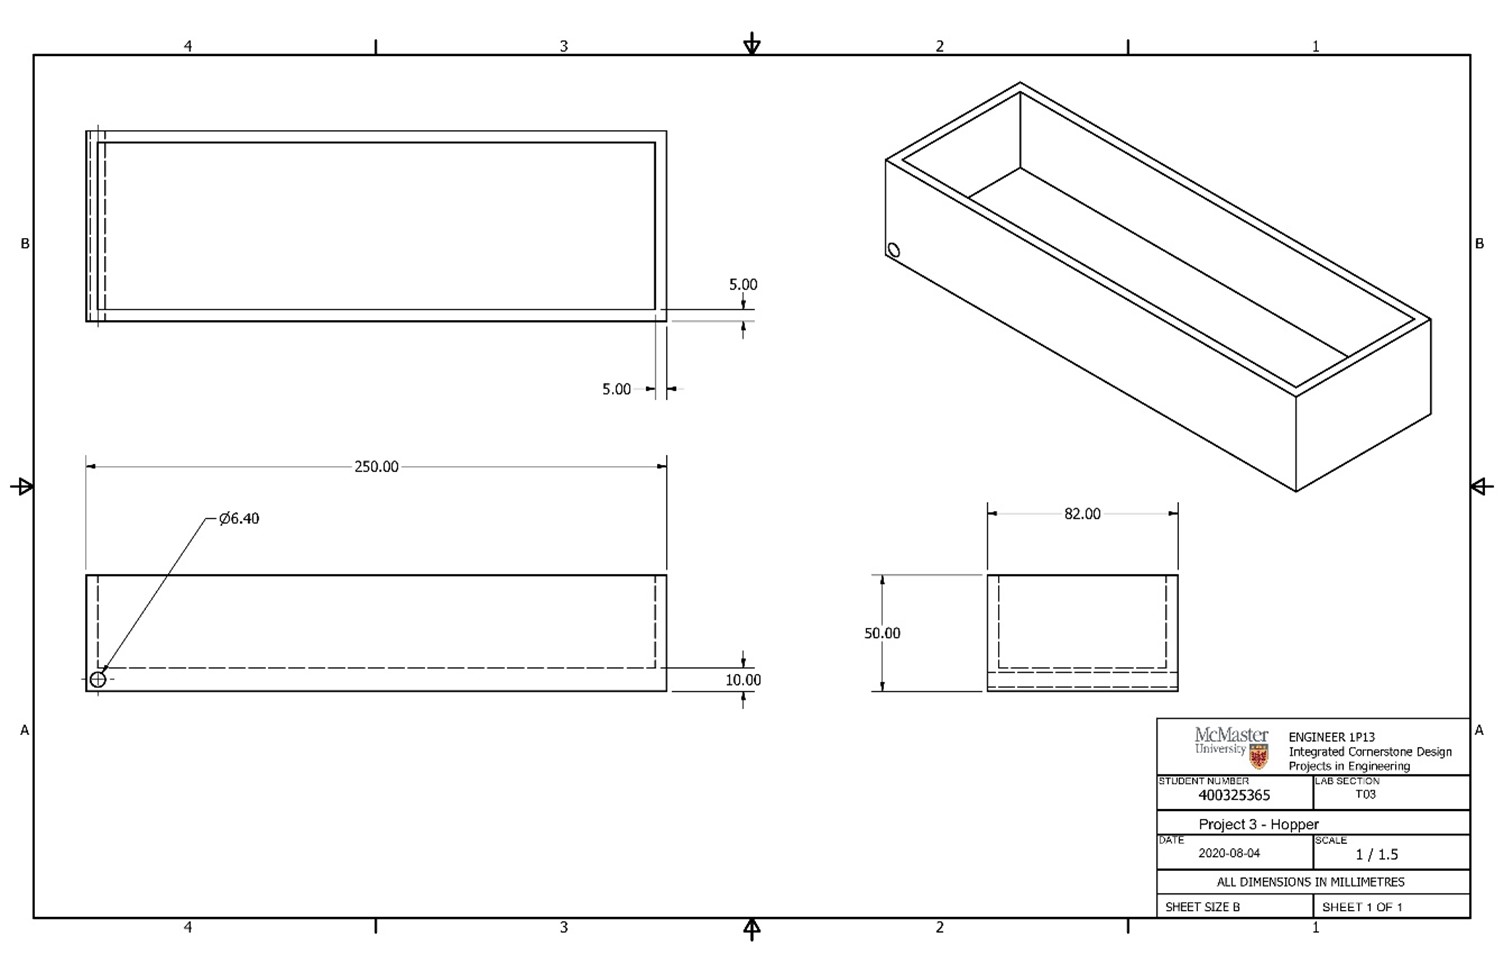 4 3 2 1
B B
5.00
5.00
250.00
Ø6.40
82.00
50.00
10.00
A A
McMaster
University
ENGINEER 1P13
Integrated Cornerstone Design
Projects in Engineering
STUDENT NUMBER
400325365
LAB SECTION
T03
Project 3 - Hopper
DATE
2020-08-04
SCALE
1 / 1.5
ALL DIMENSIONS IN MILLIMETRES
SHEET SIZE B
SHEET 1 OF 1
4 3 2 1